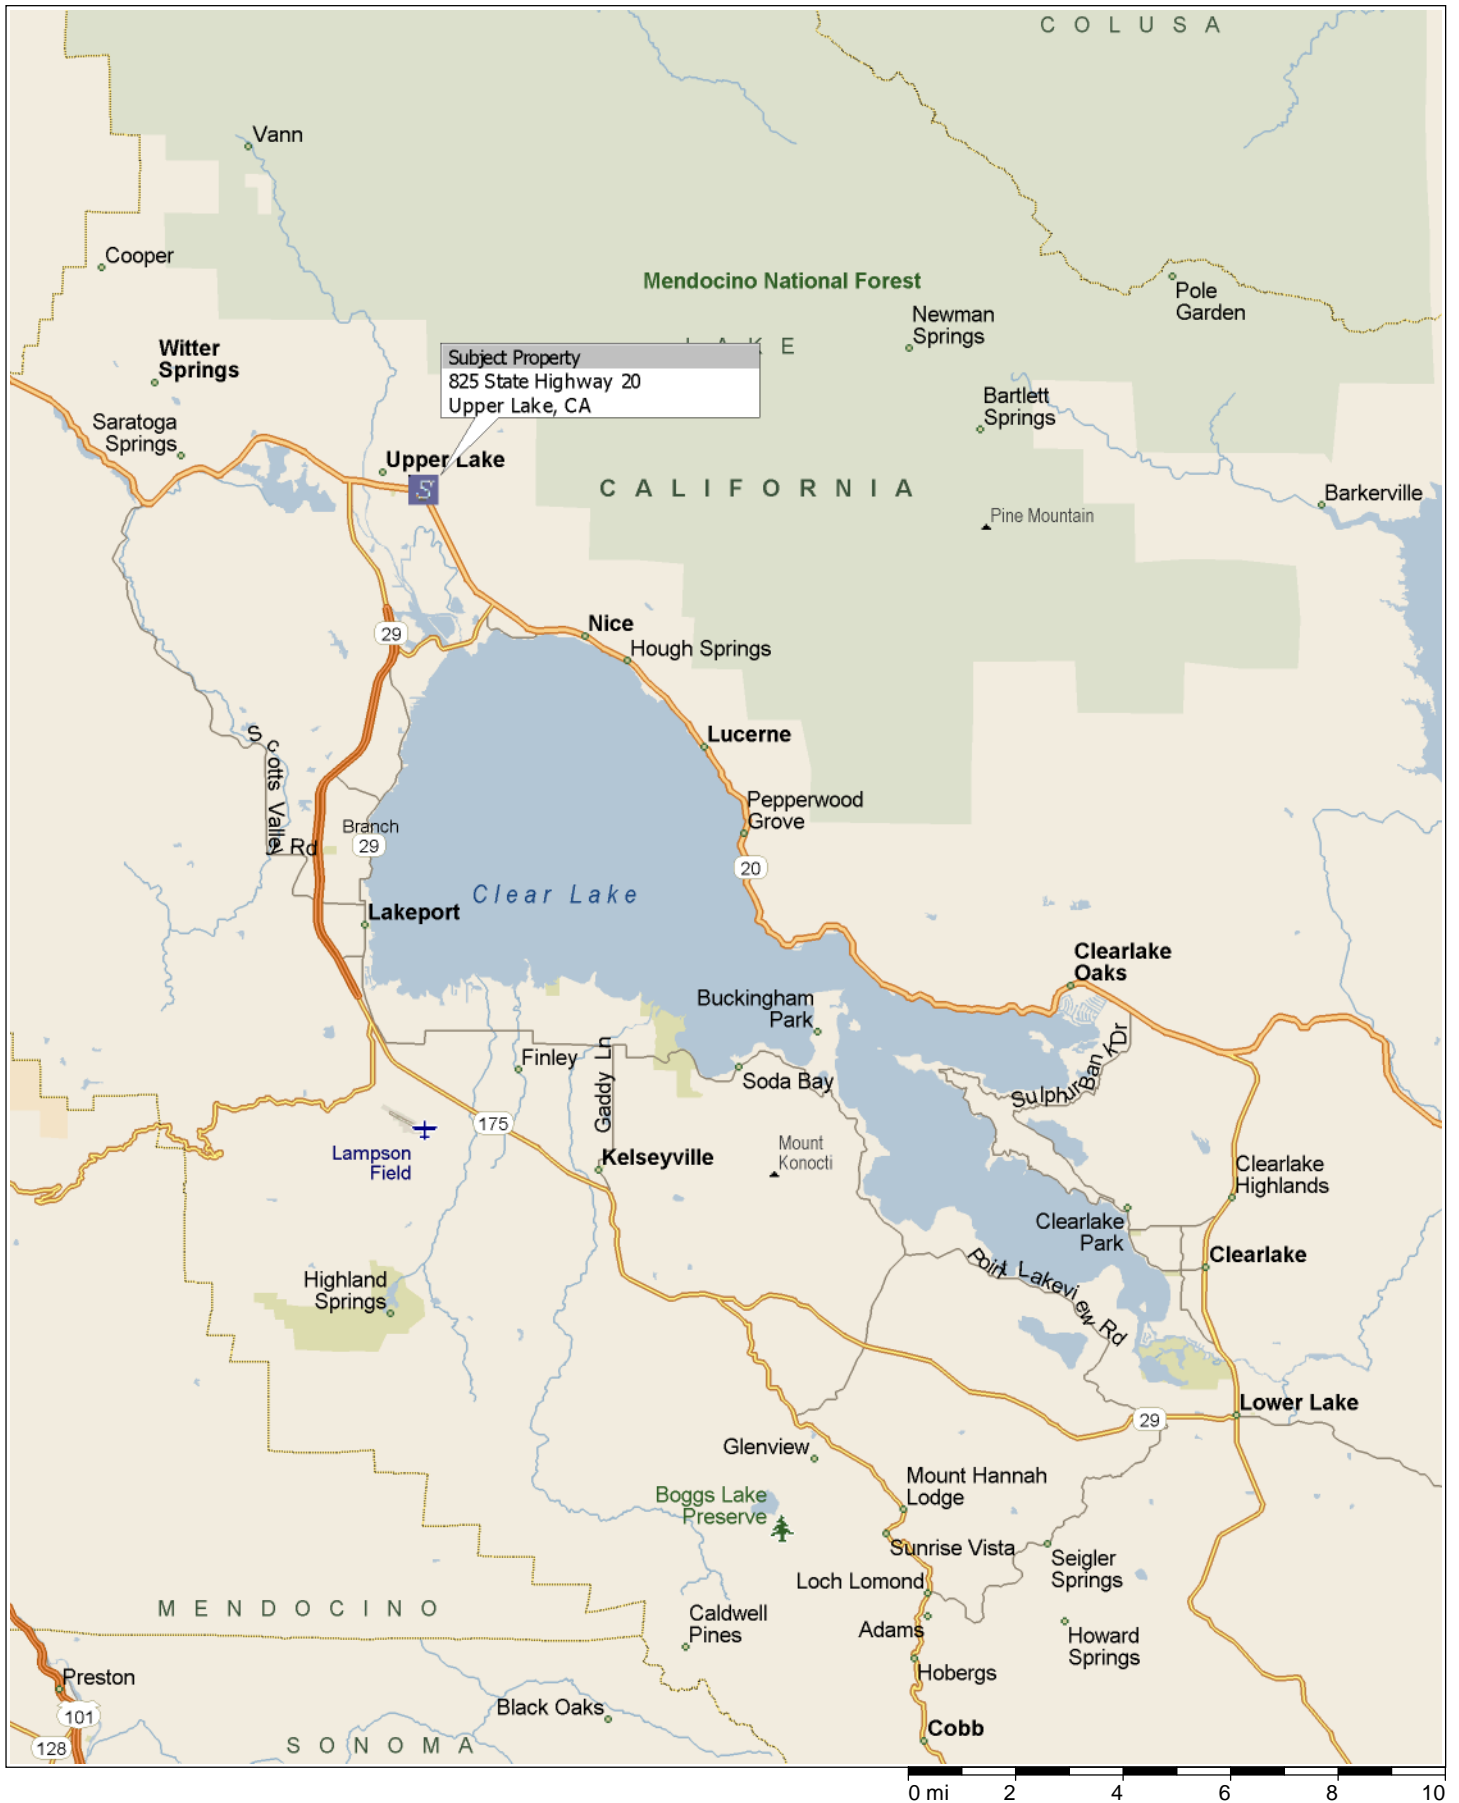 COLUSA
Vann
Cooper
Mendocino National Forest
Pole
Garden
Newman
Springs
LAKE
Witter
Springs
Subject Property
825 State Highway 20
Upper Lake, CA
Bartlett
Springs
Saratoga
Springs
Upper Lake
S
CALIFORNIA
Barkerville
Pine Mountain
29
Nice
Hough Springs
Lucerne
Scotts Valley Rd
Pepperwood
Grove
Branch
29
20
Clear Lake
Lakeport
Clearlake
Oaks
Buckingham
Park
Finley
Gaddy Ln
Soda Bay
Sulphur Bank Dr
175
Lampson
Field
Mount
Konocti
Kelseyville
Clearlake
Highlands
Clearlake
Park
Clearlake
Point Lakeview Rd
Highland
Springs
Lower Lake
29
Glenview
Mount Hannah
Lodge
Boggs Lake
Preserve
Sunrise Vista
Seigler
Springs
Loch Lomond
MENDOCINO
Caldwell
Pines
Adams
Howard
Springs
Hobergs
Preston
Black Oaks
101
Cobb
128
SONOMA
0 mi 2 4 6 8 10